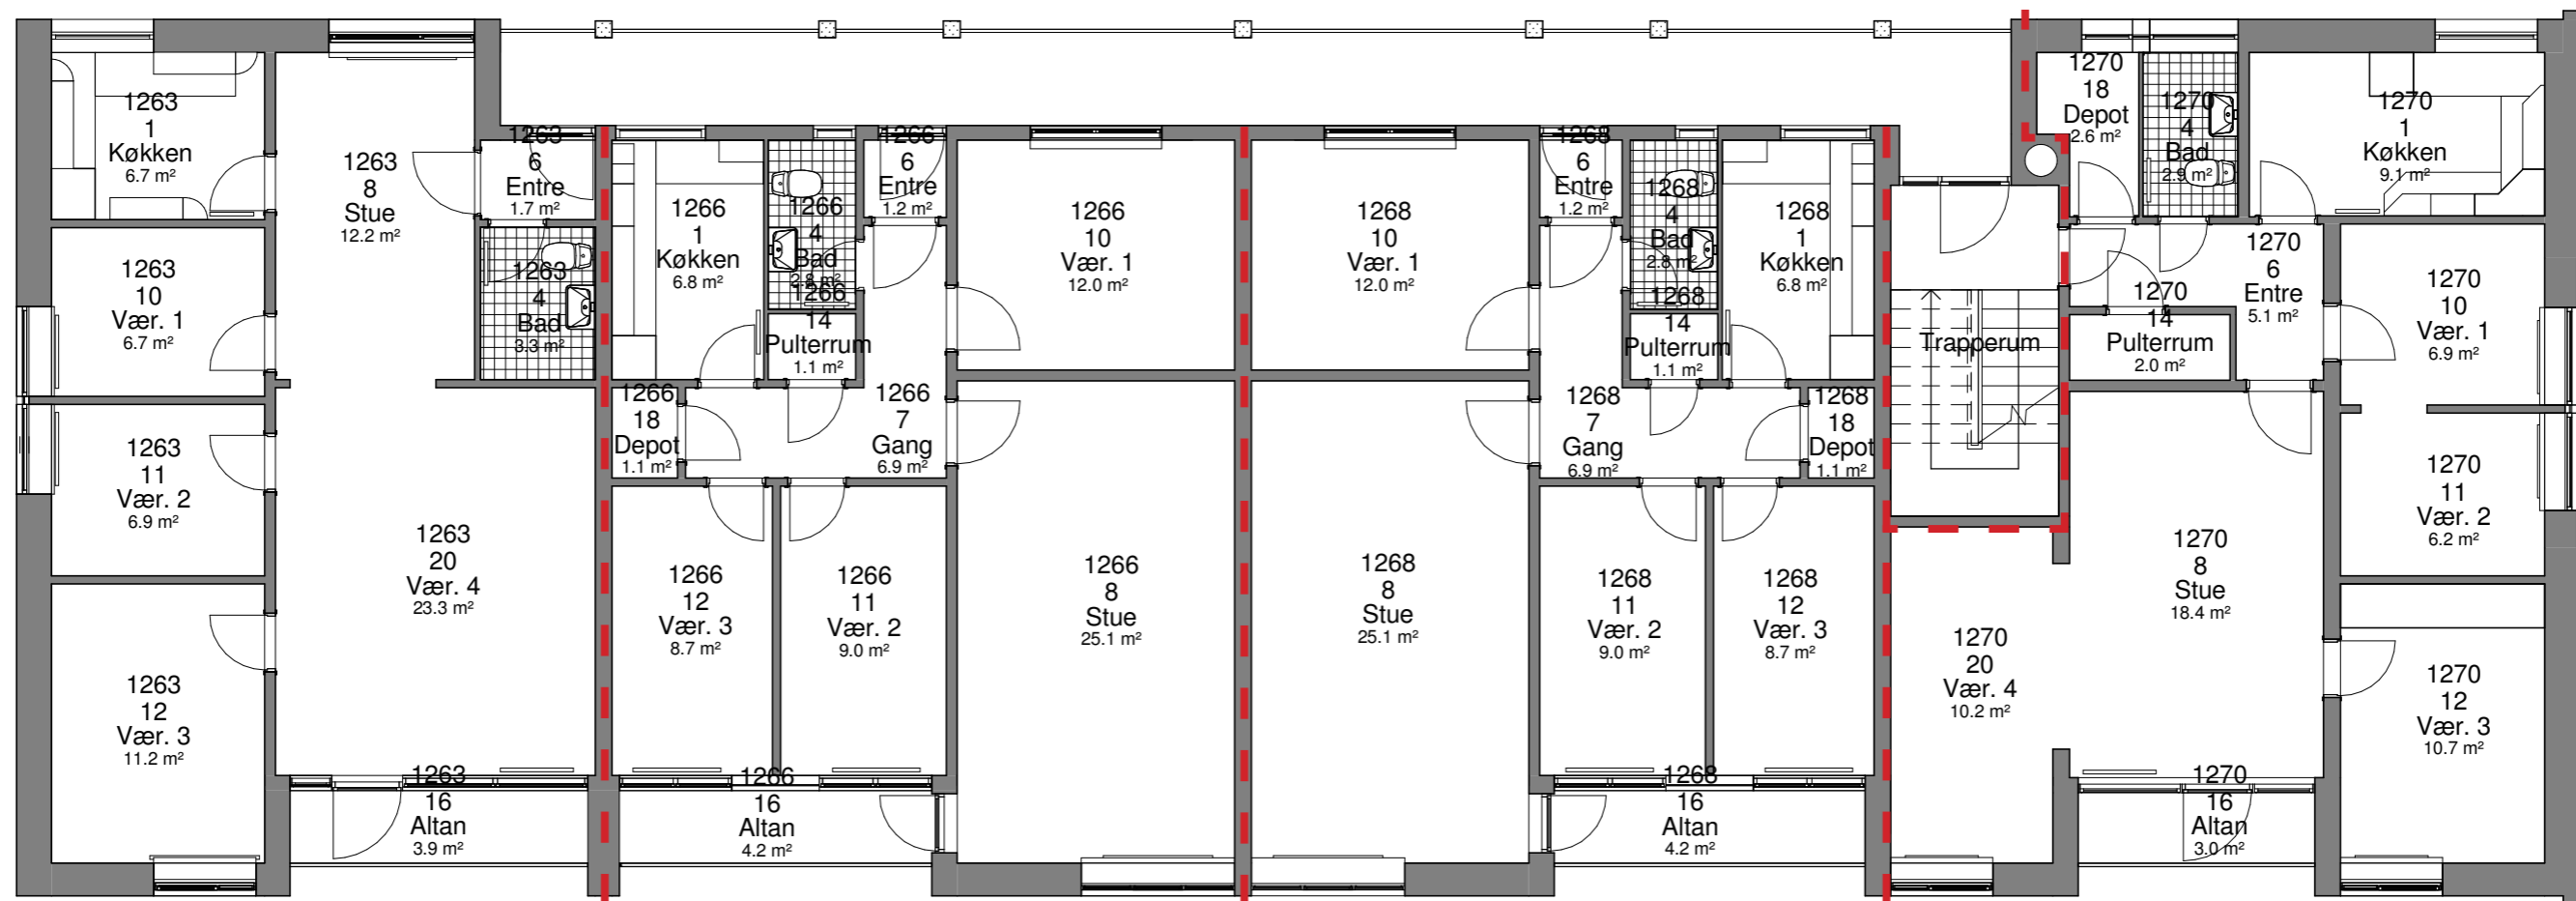 1263
1
Køkken
6.7 m²
1263
8
Stue
12.2 m²
1263
6
Entre
1.7 m²
1263
4
Bad
3.3 m²
1263
10
Vær. 1
6.7 m²
1263
11
Vær. 2
6.9 m²
1263
12
Vær. 3
11.2 m²
1263
20
Vær. 4
23.3 m²
1263
16
Altan
3.9 m²
1266
1
Køkken
6.8 m²
1266
4
Bad
2.8 m²
1266
6
Entre
1.2 m²
1266
14
Pulterrum
1.1 m²
1266
18
Depot
1.1 m²
1266
7
Gang
6.9 m²
1266
10
Vær. 1
12.0 m²
1266
12
Vær. 3
8.7 m²
1266
11
Vær. 2
9.0 m²
1266
8
Stue
25.1 m²
1266
16
Altan
4.2 m²
1268
10
Vær. 1
12.0 m²
1268
6
Entre
1.2 m²
1268
4
Bad
2.8 m²
1268
1
Køkken
6.8 m²
1268
14
Pulterrum
1.1 m²
1268
7
Gang
6.9 m²
1268
18
Depot
1.1 m²
1268
8
Stue
25.1 m²
1268
11
Vær. 2
9.0 m²
1268
12
Vær. 3
8.7 m²
1268
16
Altan
4.2 m²
Trapperum
1270
18
Depot
2.6 m²
1270
4
Bad
2.9 m²
1270
1
Køkken
9.1 m²
1270
6
Entre
5.1 m²
1270
14
Pulterrum
2.0 m²
1270
10
Vær. 1
6.9 m²
1270
11
Vær. 2
6.2 m²
1270
8
Stue
18.4 m²
1270
20
Vær. 4
10.2 m²
1270
12
Vær. 3
10.7 m²
1270
16
Altan
3.0 m²